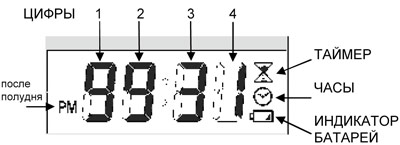 ЦИФРЫ 1 2 3 4
ТАЙМЕР
после
полудня
PM 99:31
ЧАСЫ
ИНДИКАТОР
БАТАРЕЙ